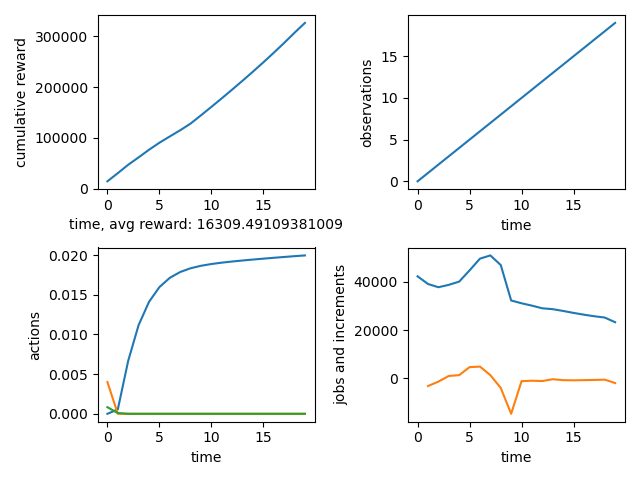 cumulative reward
300000
200000
100000
0
0 5 10 15
time, avg reward: 16309.49109381009
observations
15
10
5
0
0 5 10 15
time
actions
0.020
0.015
0.010
0.005
0.000
0 5 10 15
time
jobs and increments
40000
20000
0
0 5 10 15
time